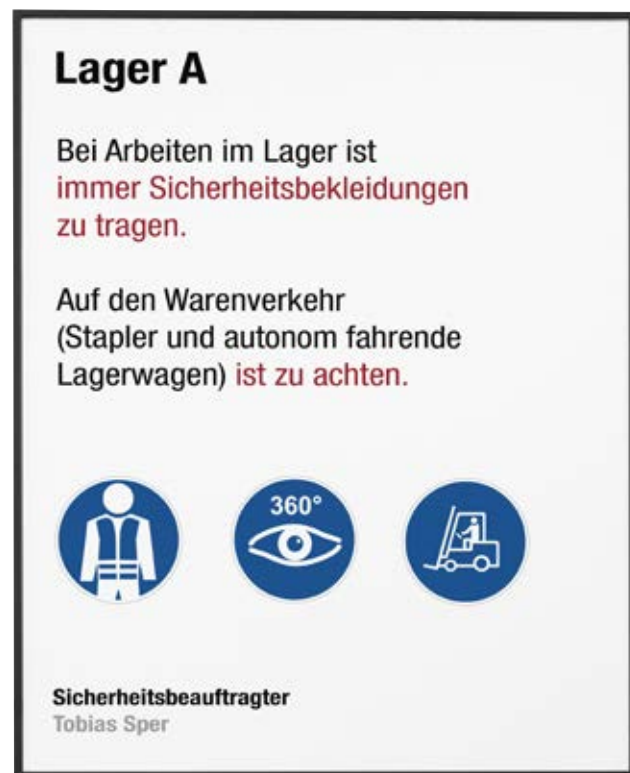 Lager A
Bei Arbeiten im Lager ist
immer Sicherheitsbekleidungen
zu tragen.
Auf den Warenverkehr
(Stapler und autonom fahrende
Lagerwagen) ist zu achten.
360°
Sicherheitsbeauftragter
Tobias Sper